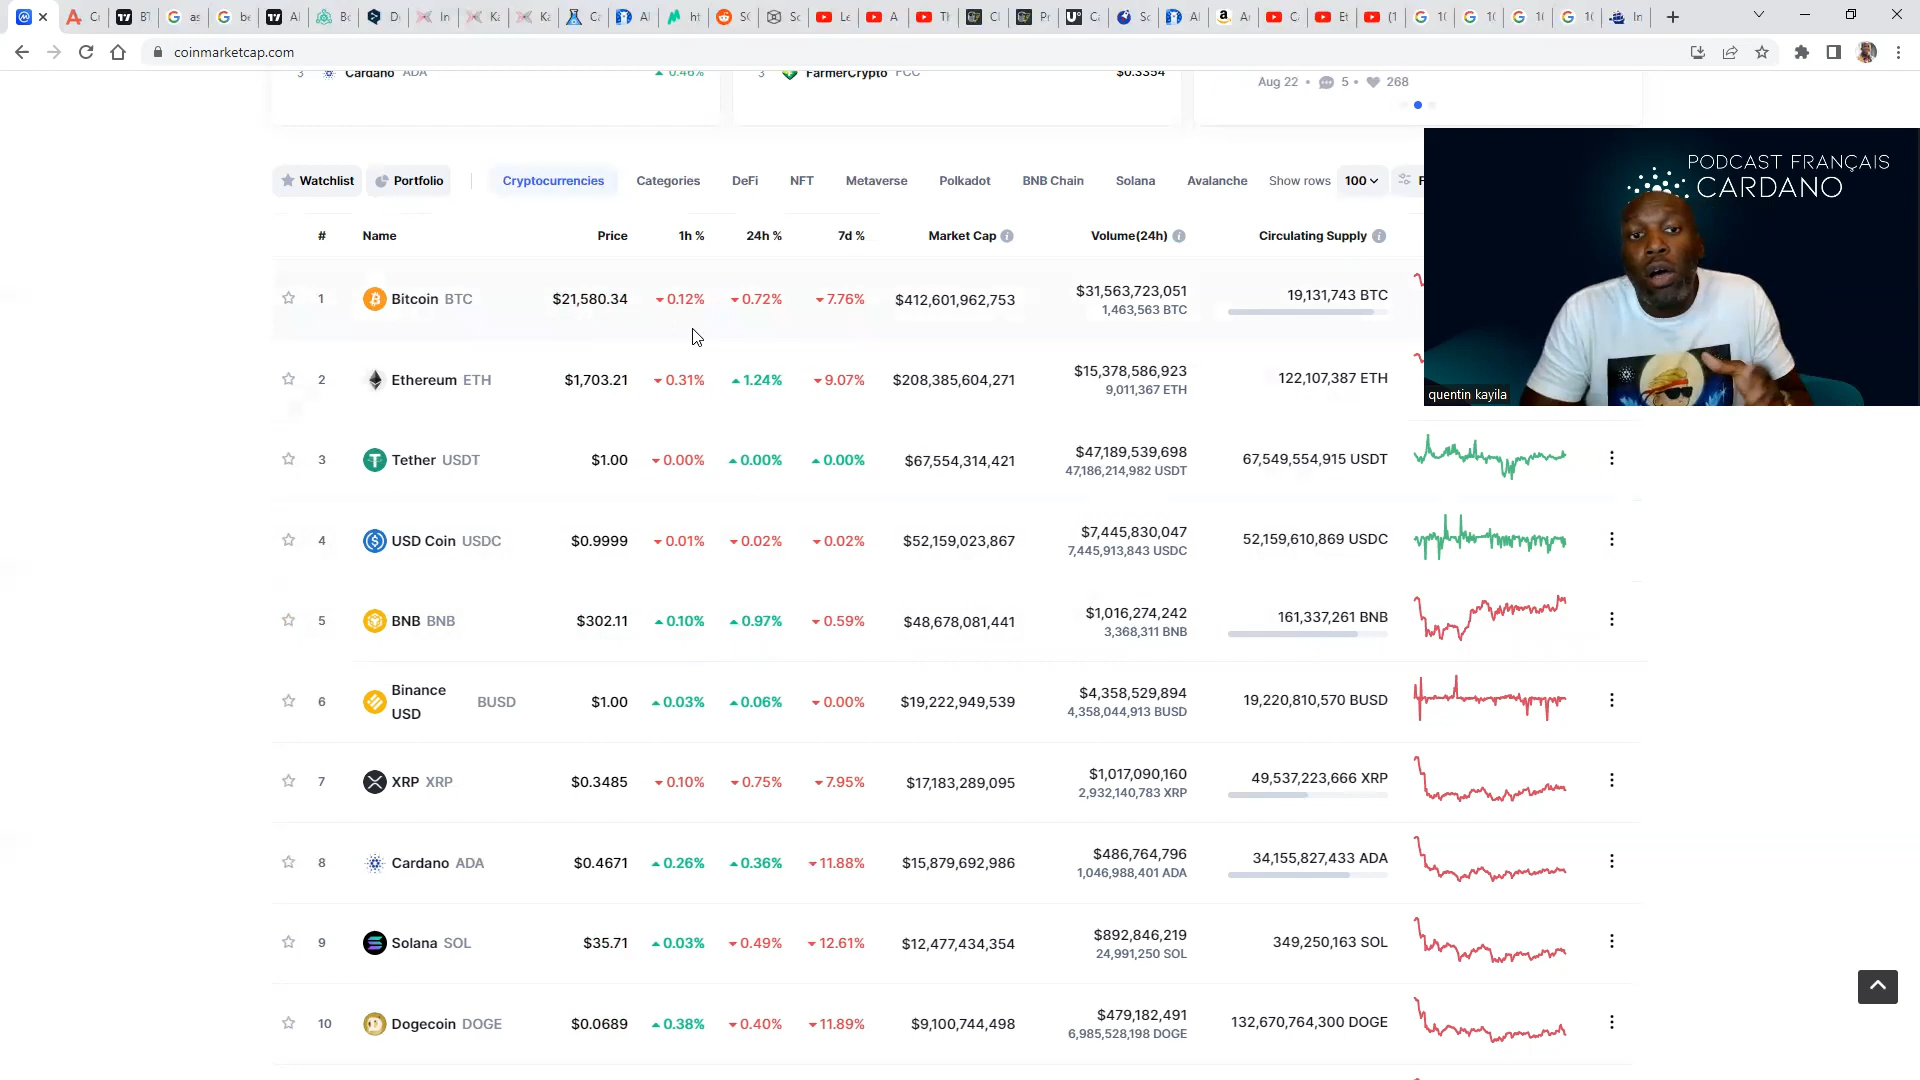 coinmarketcap.com
3 Cardano ADA 0.46%
3 FarmerCrypto FCC $0.3354
Aug 22 • 5 • 268
Watchlist Portfolio Cryptocurrencies Categories DeFi NFT Metaverse Polkadot BNB Chain Solana Avalanche Show rows 100
PODCAST FRANÇAIS
CARDANO
# Name Price 1h % 24h % 7d % Market Cap Volume(24h) Circulating Supply
1 Bitcoin BTC $21,580.34 0.12% 0.72% 7.76% $412,601,962,753 $31,563,723,051 19,131,743 BTC
1,463,563 BTC
2 Ethereum ETH $1,703.21 0.31% 1.24% 9.07% $208,385,604,271 $15,378,586,923 122,107,387 ETH
9,011,367 ETH
quentin kayila
3 Tether USDT $1.00 0.00% 0.00% 0.00% $67,554,314,421 $47,189,539,698 67,549,554,915 USDT
47,186,214,982 USDT
4 USD Coin USDC $0.9999 0.01% 0.02% 0.02% $52,159,023,867 $7,445,830,047 52,159,610,869 USDC
7,445,913,843 USDC
5 BNB BNB $302.11 0.10% 0.97% 0.59% $48,678,081,441 $1,016,274,242 161,337,261 BNB
3,368,311 BNB
6 Binance USD BUSD $1.00 0.03% 0.06% 0.00% $19,222,949,539 $4,358,529,894 19,220,810,570 BUSD
4,358,044,913 BUSD
7 XRP XRP $0.3485 0.10% 0.75% 7.95% $17,183,289,095 $1,017,090,160 49,537,223,666 XRP
2,932,140,783 XRP
8 Cardano ADA $0.4671 0.26% 0.36% 11.88% $15,879,692,986 $486,764,796 34,155,827,433 ADA
1,046,988,401 ADA
9 Solana SOL $35.71 0.03% 0.49% 12.61% $12,477,434,354 $892,846,219 349,250,163 SOL
24,991,250 SOL
10 Dogecoin DOGE $0.0689 0.38% 0.40% 11.89% $9,100,744,498 $479,182,491 132,670,764,300 DOGE
6,985,528,198 DOGE